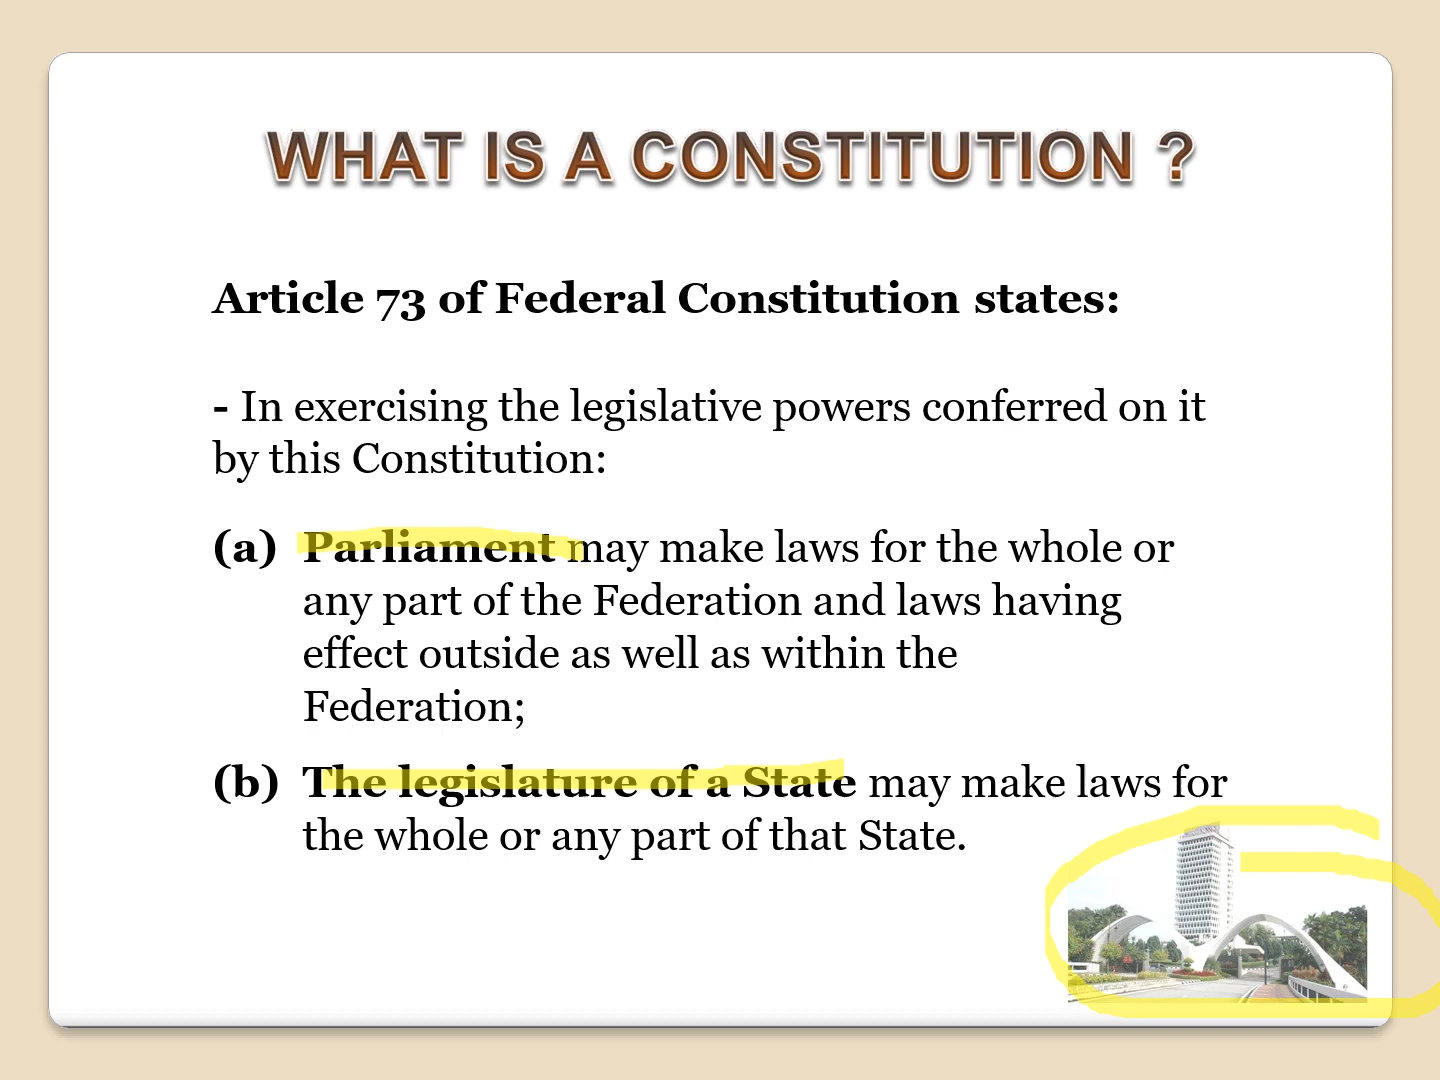 WHAT IS A CONSTITUTION ?
Article 73 of Federal Constitution states:
- In exercising the legislative powers conferred on it
by this Constitution:
(a) Parliament may make laws for the whole or
any part of the Federation and laws having
effect outside as well as within the
Federation;
(b) The legislature of a State may make laws for
the whole or any part of that State.